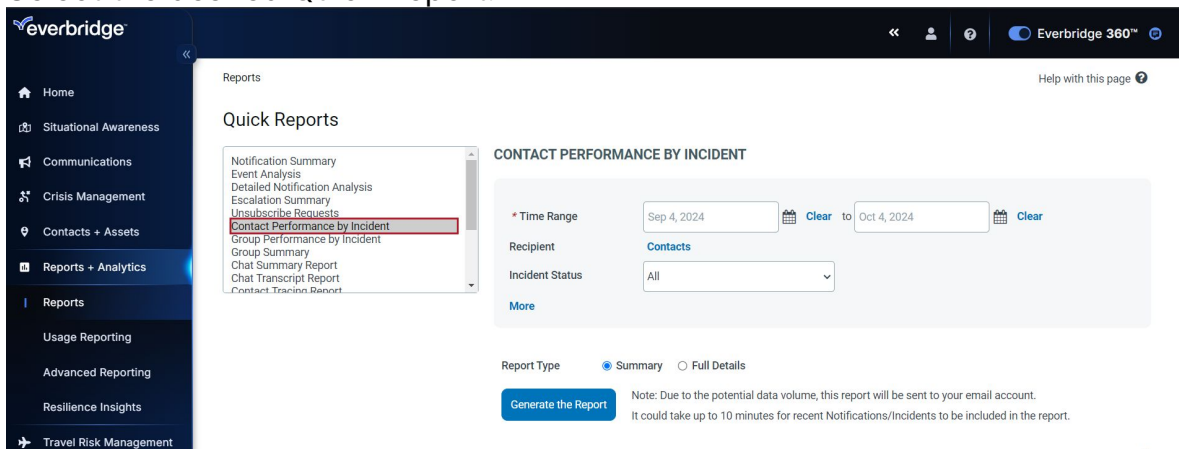 everbridge
«
«
Everbridge 360™
Home
Situational Awareness
Communications
Crisis Management
Contacts + Assets
Reports + Analytics
Reports
Usage Reporting
Advanced Reporting
Resilience Insights
Travel Risk Management
Reports
Help with this page ?
Quick Reports
Notification Summary
Event Analysis
Detailed Notification Analysis
Escalation Summary
Unsubscribe Requests
Contact Performance by Incident
Group Performance by Incident
Group Summary
Chat Summary Report
Chat Transcript Report
Contact Tracing Report
CONTACT PERFORMANCE BY INCIDENT
* Time Range Sep 4, 2024 Clear to Oct 4, 2024 Clear
Recipient Contacts
Incident Status All
More
Report Type Summary Full Details
Generate the Report
Note: Due to the potential data volume, this report will be sent to your email account.
It could take up to 10 minutes for recent Notifications/Incidents to be included in the report.